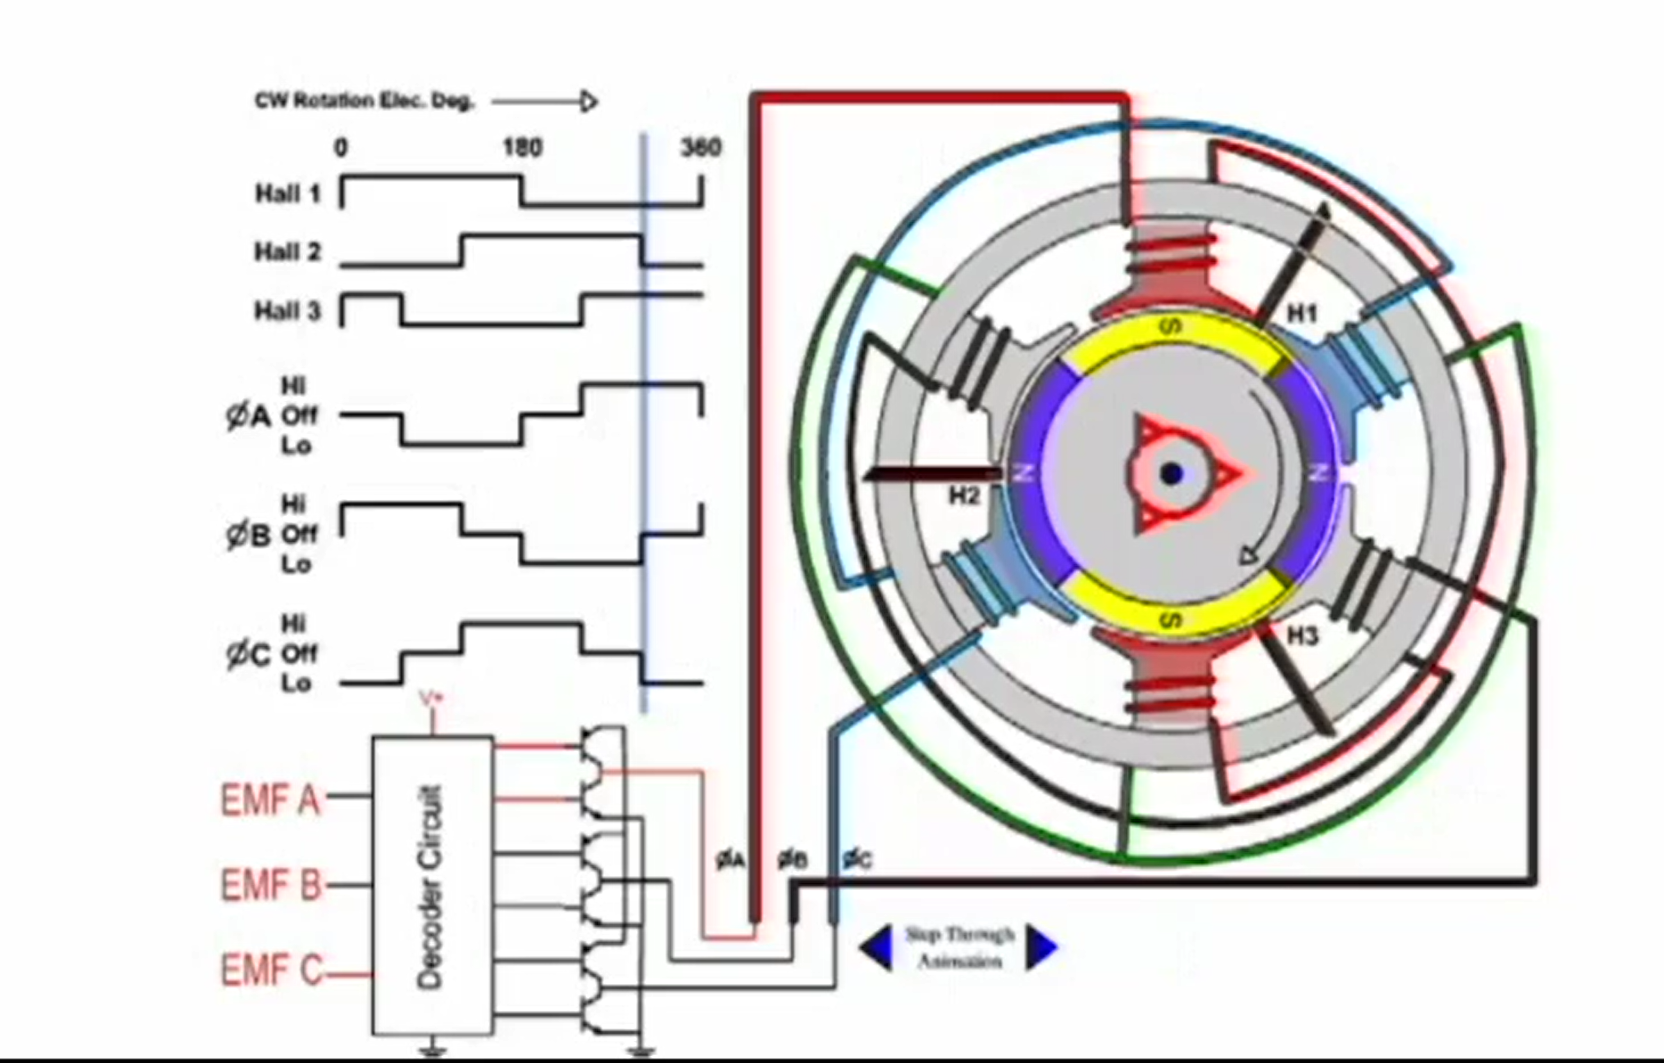 CW Rotation Elec. Deg.
0 180 360
Hall 1
Hall 2
Hall 3
Hi
ØA Off
Lo
Hi
ØB Off
Lo
Hi
ØC Off
Lo
V+
EMF A
EMF B
EMF C
Decoder Circuit
ØA ØB ØC
Step Through
Animation
S
H1
N N
H2
S
H3